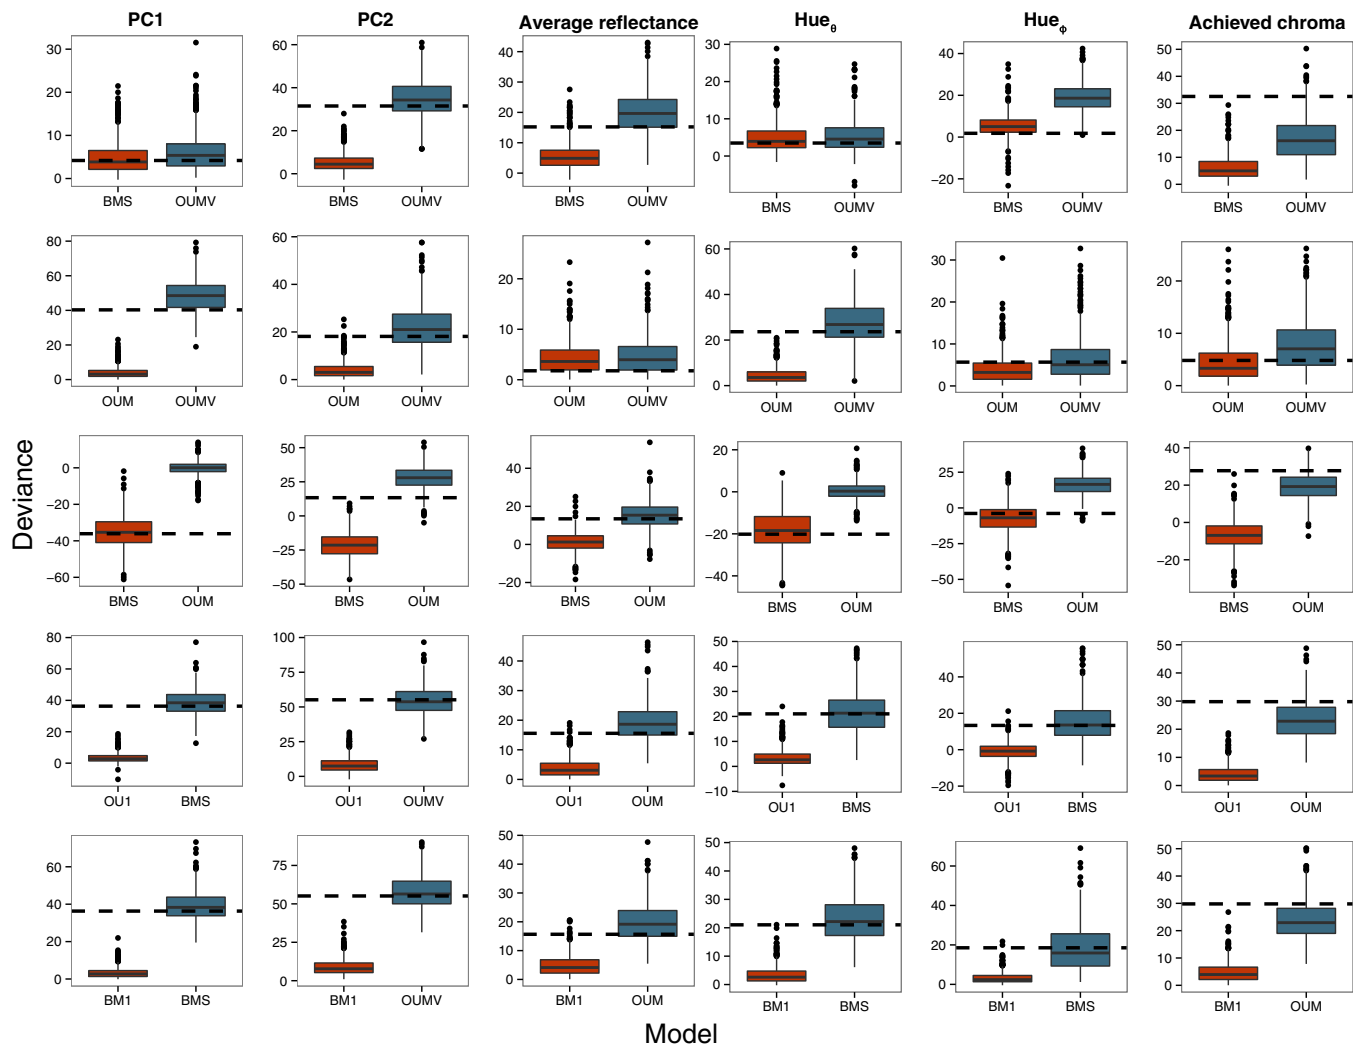 PC1 PC2 Average reflectance Hueθ Hueϕ Achieved chroma
30 20 10 0 BMS OUMV
60 40 20 0 BMS OUMV
40 30 20 10 0 BMS OUMV
30 20 10 0 BMS OUMV
40 20 0 −20 BMS OUMV
50 40 30 20 10 0 BMS OUMV
80 60 40 20 0 OUM OUMV
60 40 20 0 OUM OUMV
20 10 0 OUM OUMV
60 40 20 0 OUM OUMV
30 20 10 0 OUM OUMV
20 10 0 OUM OUMV
Deviance
0 −20 −40 −60 BMS OUM
50 25 0 −25 −50 BMS OUM
40 20 0 −20 BMS OUM
20 0 −20 −40 BMS OUM
25 0 −25 −50 BMS OUM
40 20 0 −20 BMS OUM
80 60 40 20 0 OU1 BMS
100 75 50 25 0 OU1 OUMV
40 30 20 10 0 OU1 OUM
50 40 30 20 10 0 −10 OU1 BMS
40 20 0 −20 OU1 BMS
50 40 30 20 10 0 OU1 OUM
60 40 20 0 BM1 BMS
75 50 25 0 BM1 OUMV
50 40 30 20 10 0 BM1 OUM
50 40 30 20 10 0 BM1 BMS
60 40 20 0 BM1 BMS
50 40 30 20 10 0 BM1 OUM
Model